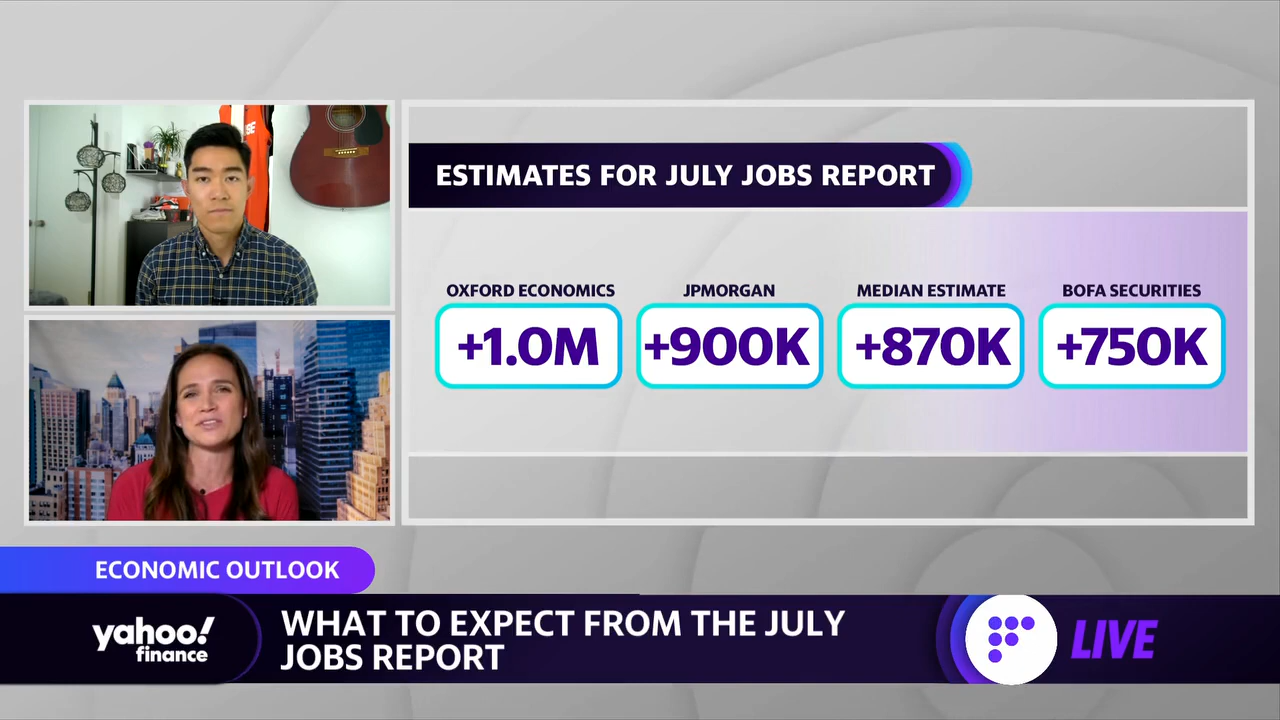 ESTIMATES FOR JULY JOBS REPORT
OXFORD ECONOMICS
+1.0M
JPMORGAN
+900K
MEDIAN ESTIMATE
+870K
BOFA SECURITIES
+750K
ECONOMIC OUTLOOK
yahoo!
finance
WHAT TO EXPECT FROM THE JULY
JOBS REPORT
LIVE